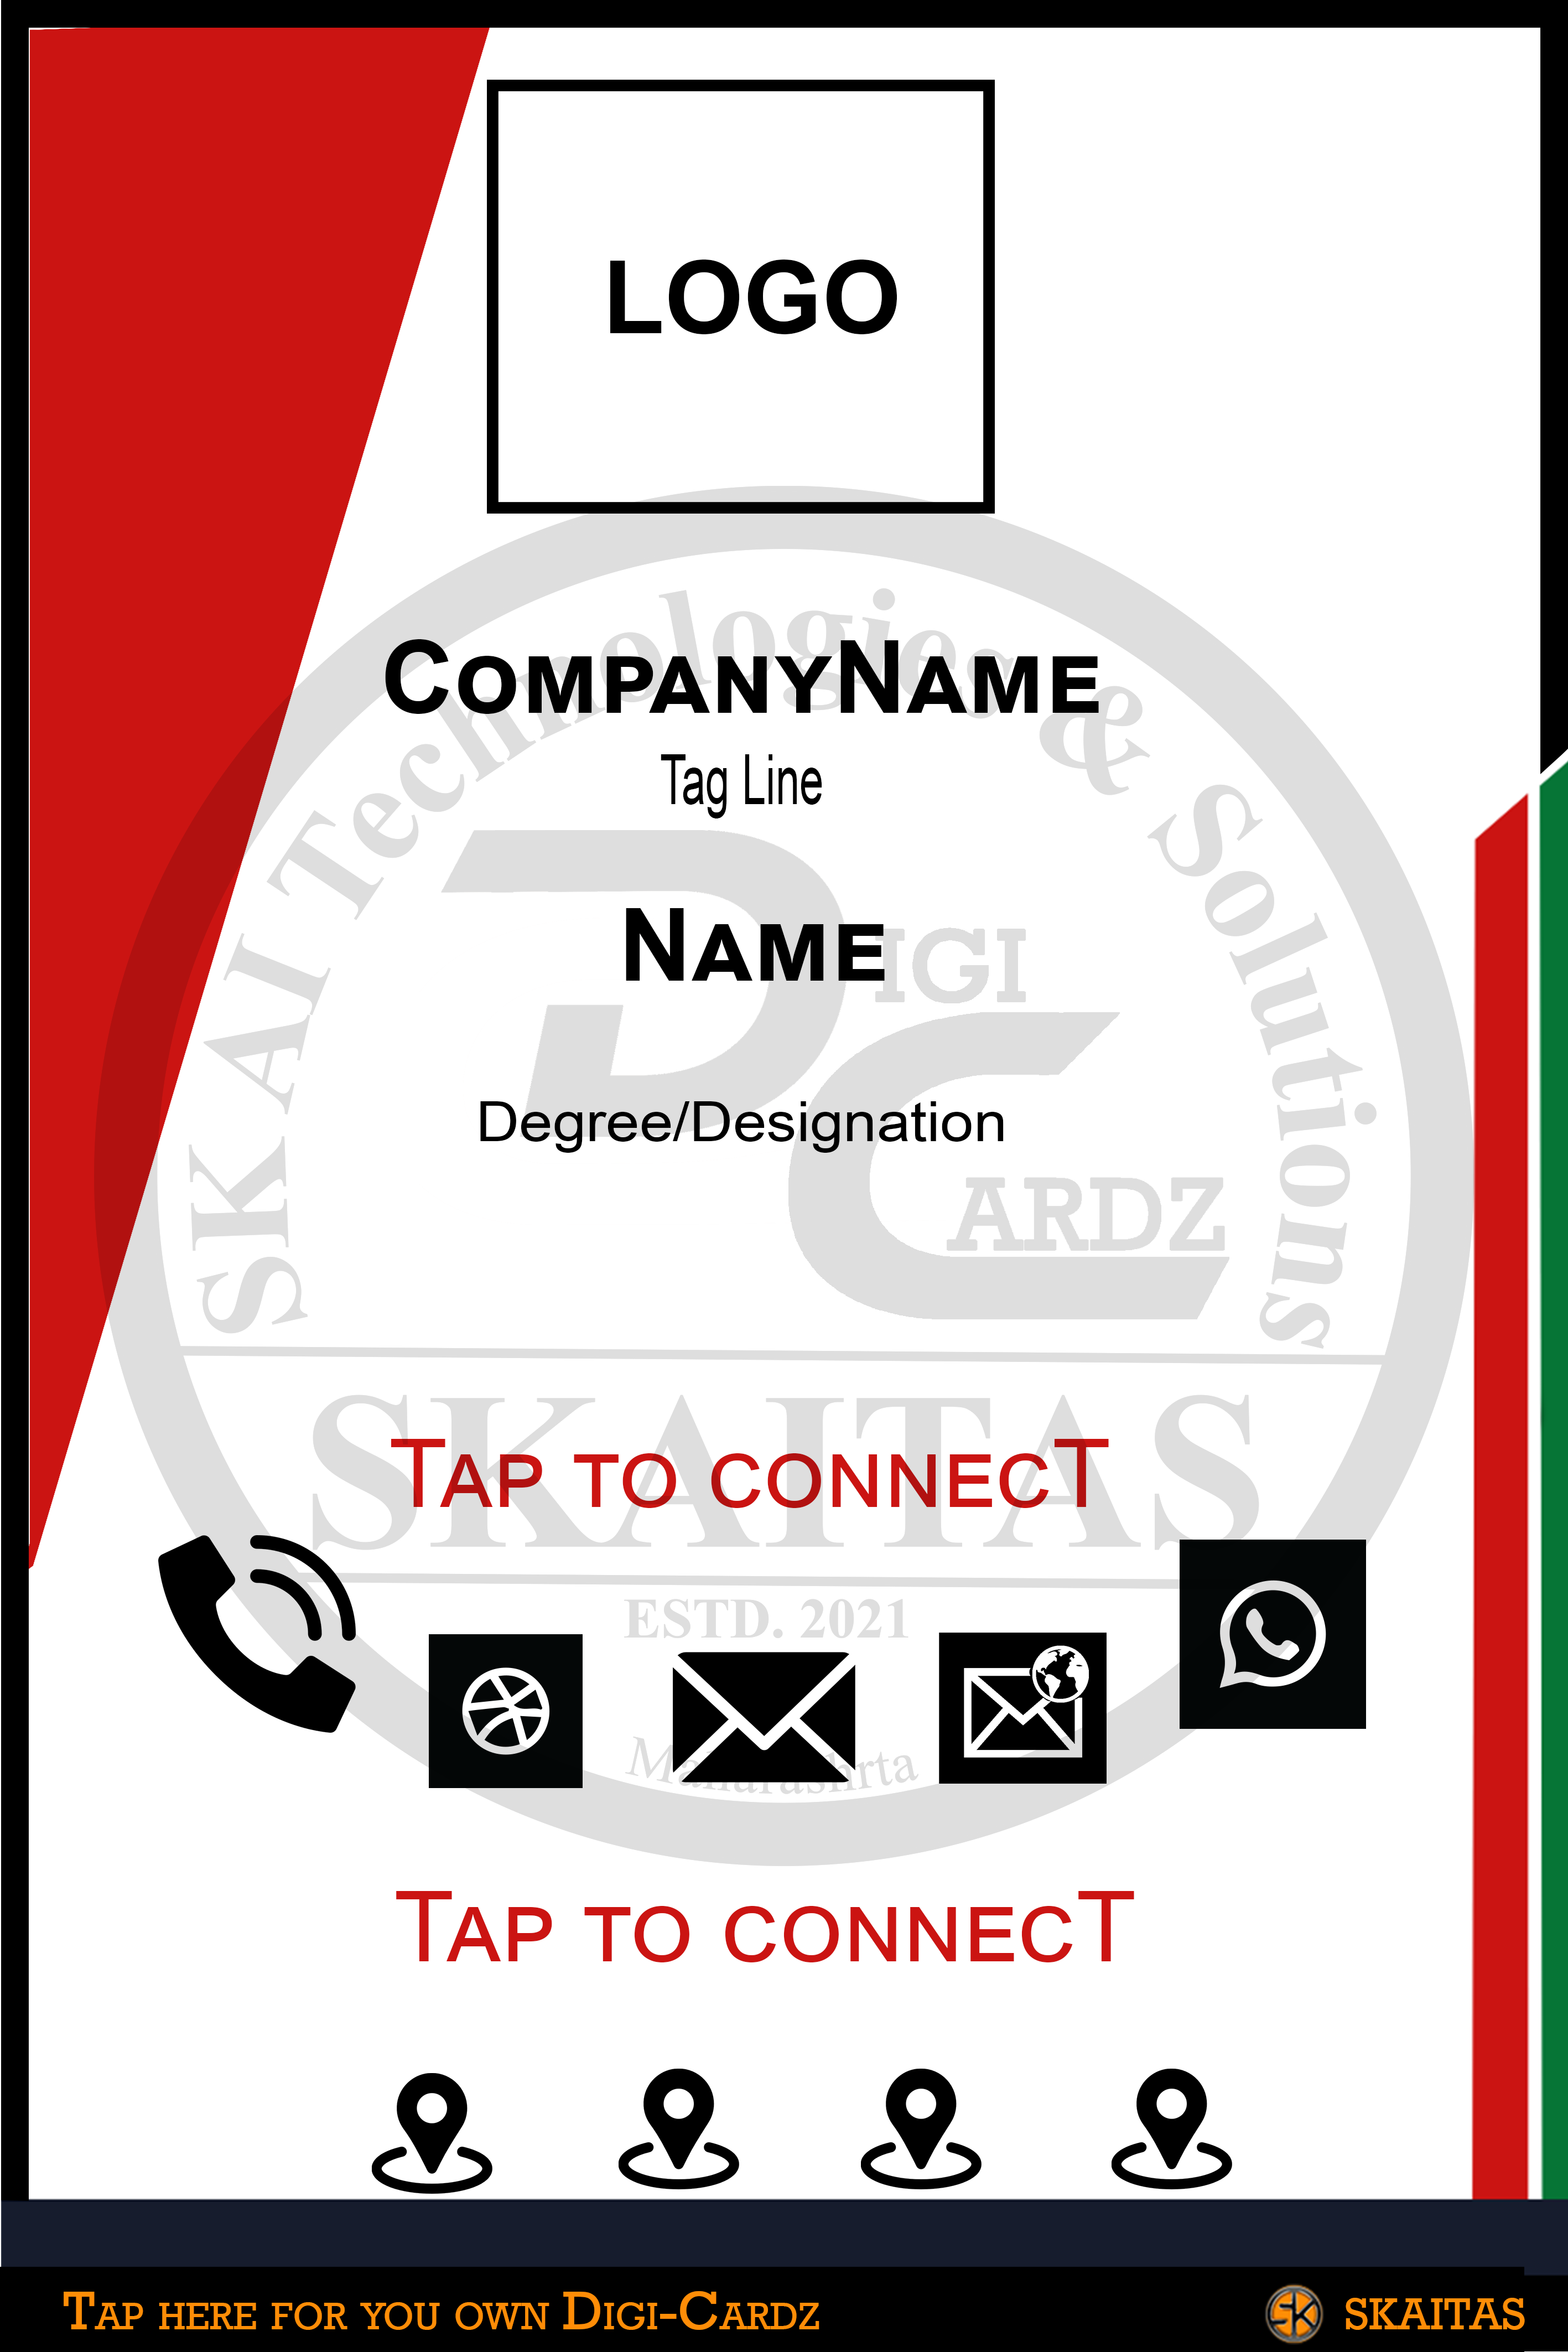 LOGO
SKAI Technologies & Solutions
CompanyName
Tag Line
Name
DIGI
CARDZ
Degree/Designation
SKAITAS
Tap to connecT
ESTD. 2021
Tap to connecT
Tap here for you own Digi-Cardz
SK SKAITAS